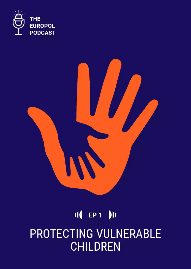 THE
EUROPOL
PODCAST
EP 1
PROTECTING VULNERABLE
CHILDREN